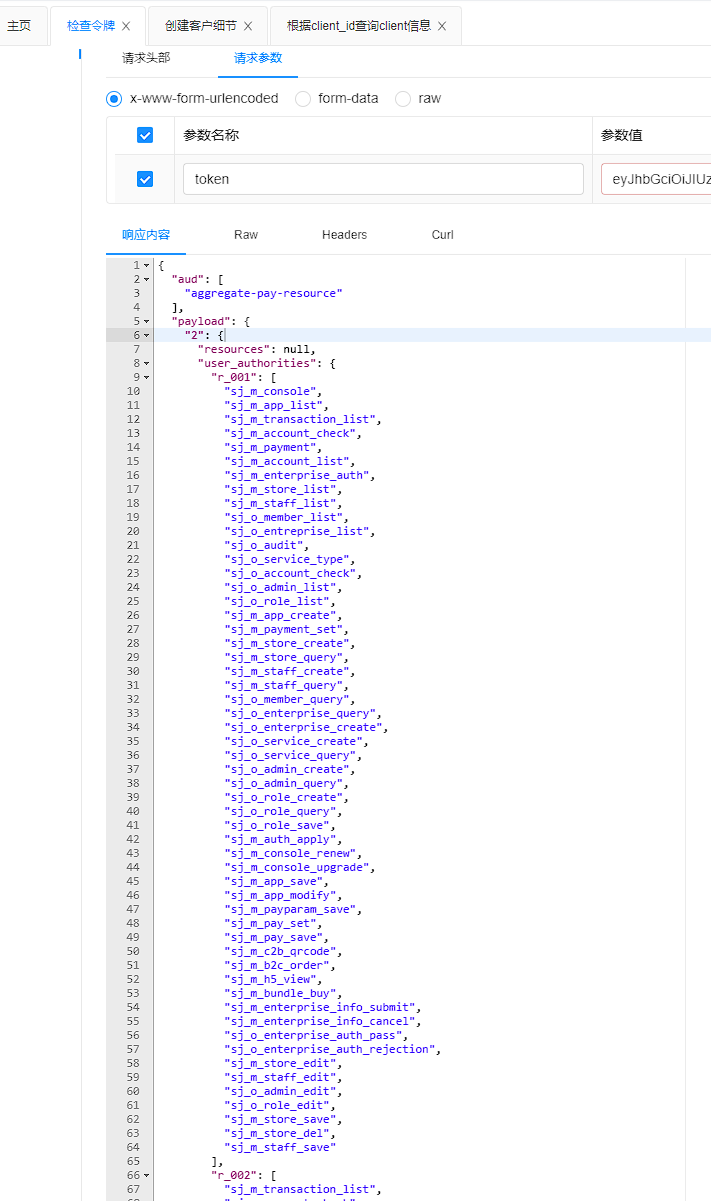 主页 检查令牌 × 创建客户细节 × 根据client_id查询client信息 ×
请求头部 请求参数
x-www-form-urlencoded form-data raw
参数名称 参数值
token eyJhbGciOiJIUz
响应内容 Raw Headers Curl
1 {
2 "aud": [
3 "aggregate-pay-resource"
4 ],
5 "payload": {
6 "2": {
7 "resources": null,
8 "user_authorities": {
9 "r_001": [
10 "sj_m_console",
11 "sj_m_app_list",
12 "sj_m_transaction_list",
13 "sj_m_account_check",
14 "sj_m_payment",
15 "sj_m_account_list",
16 "sj_m_enterprise_auth",
17 "sj_m_store_list",
18 "sj_m_staff_list",
19 "sj_o_member_list",
20 "sj_o_entreprise_list",
21 "sj_o_audit",
22 "sj_o_service_type",
23 "sj_o_account_check",
24 "sj_o_admin_list",
25 "sj_o_role_list",
26 "sj_m_app_create",
27 "sj_m_payment_set",
28 "sj_m_store_create",
29 "sj_m_store_query",
30 "sj_m_staff_create",
31 "sj_m_staff_query",
32 "sj_o_member_query",
33 "sj_o_enterprise_query",
34 "sj_o_enterprise_create",
35 "sj_o_service_create",
36 "sj_o_service_query",
37 "sj_o_admin_create",
38 "sj_o_admin_query",
39 "sj_o_role_create",
40 "sj_o_role_query",
41 "sj_o_role_save",
42 "sj_m_auth_apply",
43 "sj_m_console_renew",
44 "sj_m_console_upgrade",
45 "sj_m_app_save",
46 "sj_m_app_modify",
47 "sj_m_payparam_save",
48 "sj_m_pay_set",
49 "sj_m_pay_save",
50 "sj_m_c2b_qrcode",
51 "sj_m_b2c_order",
52 "sj_m_h5_view",
53 "sj_m_bundle_buy",
54 "sj_m_enterprise_info_submit",
55 "sj_m_enterprise_info_cancel",
56 "sj_o_enterprise_auth_pass",
57 "sj_o_enterprise_auth_rejection",
58 "sj_m_store_edit",
59 "sj_m_staff_edit",
60 "sj_o_admin_edit",
61 "sj_o_role_edit",
62 "sj_m_store_save",
63 "sj_m_store_del",
64 "sj_m_staff_save"
65 ],
66 "r_002": [
67 "sj_m_transaction_list",